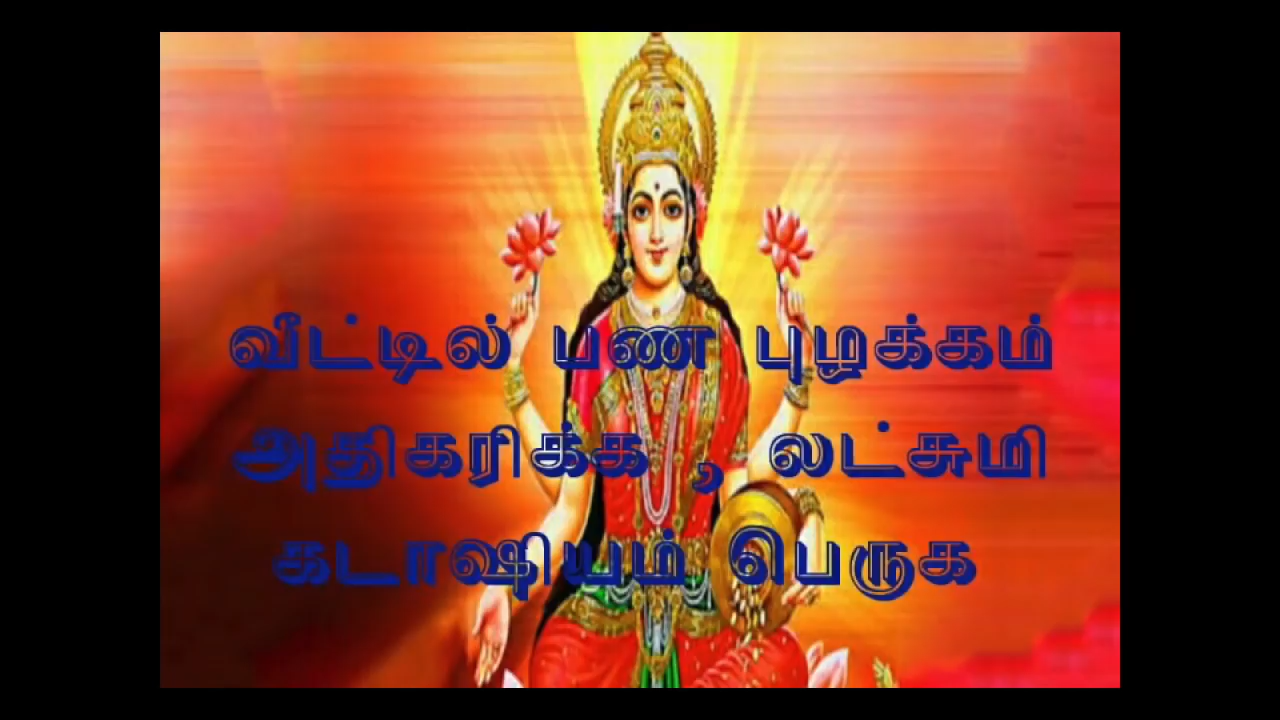 வீட்டில் பண புழக்கம்
அதிகரிக்க , லட்சுமி
கடாஷியம் பெருக